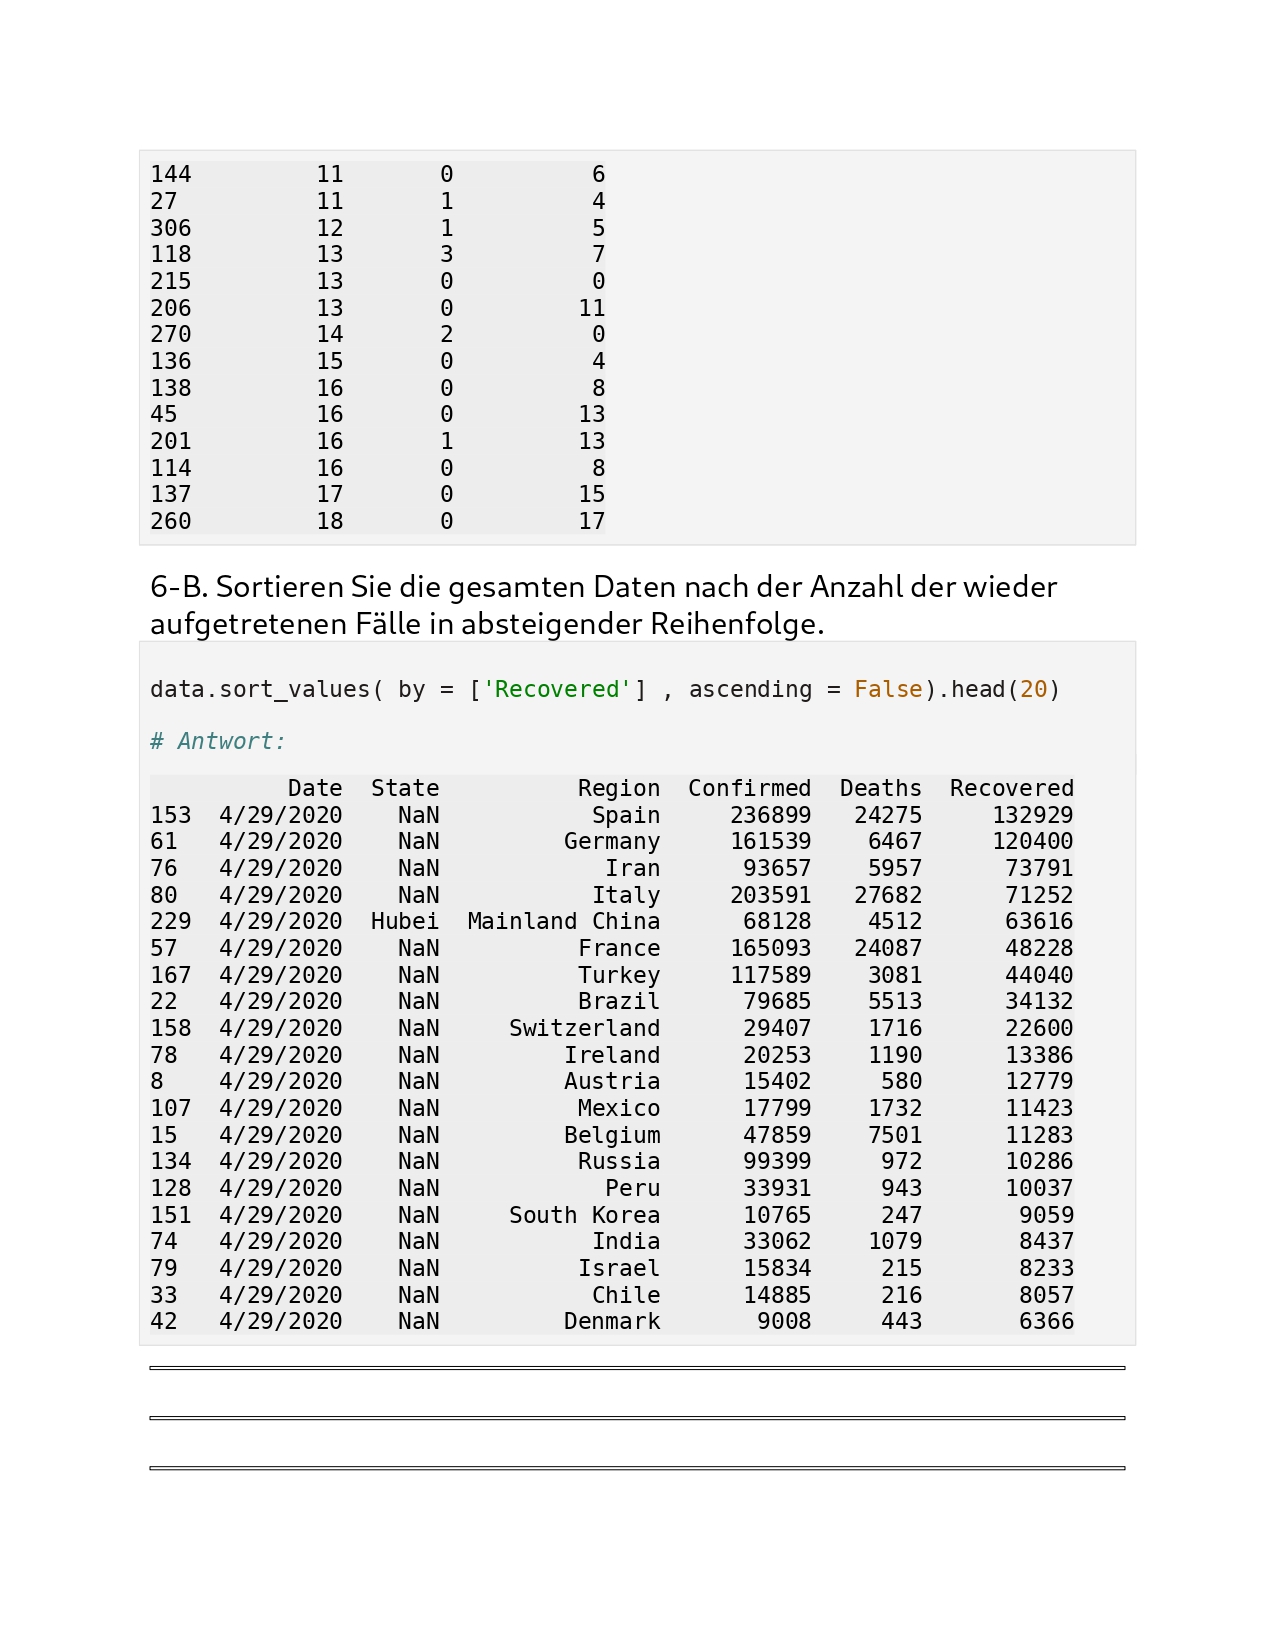 144         11       0          6
27          11       1          4
306         12       1          5
118         13       3          7
215         13       0          0
206         13       0         11
270         14       2          0
136         15       0          4
138         16       0          8
45          16       0         13
201         16       1         13
114         16       0          8
137         17       0         15
260         18       0         17
6-B. Sortieren Sie die gesamten Daten nach der Anzahl der wieder
aufgetretenen Fälle in absteigender Reihenfolge.
data.sort_values( by = ['Recovered'] , ascending = False).head(20)
# Antwort:
          Date  State          Region  Confirmed  Deaths  Recovered
153  4/29/2020    NaN           Spain     236899   24275     132929
61   4/29/2020    NaN         Germany     161539    6467     120400
76   4/29/2020    NaN            Iran      93657    5957      73791
80   4/29/2020    NaN           Italy     203591   27682      71252
229  4/29/2020  Hubei  Mainland China      68128    4512      63616
57   4/29/2020    NaN          France     165093   24087      48228
167  4/29/2020    NaN          Turkey     117589    3081      44040
22   4/29/2020    NaN          Brazil      79685    5513      34132
158  4/29/2020    NaN     Switzerland      29407    1716      22600
78   4/29/2020    NaN         Ireland      20253    1190      13386
8    4/29/2020    NaN         Austria      15402     580      12779
107  4/29/2020    NaN          Mexico      17799    1732      11423
15   4/29/2020    NaN         Belgium      47859    7501      11283
134  4/29/2020    NaN          Russia      99399     972      10286
128  4/29/2020    NaN            Peru      33931     943      10037
151  4/29/2020    NaN     South Korea      10765     247       9059
74   4/29/2020    NaN           India      33062    1079       8437
79   4/29/2020    NaN          Israel      15834     215       8233
33   4/29/2020    NaN           Chile      14885     216       8057
42   4/29/2020    NaN         Denmark       9008     443       6366